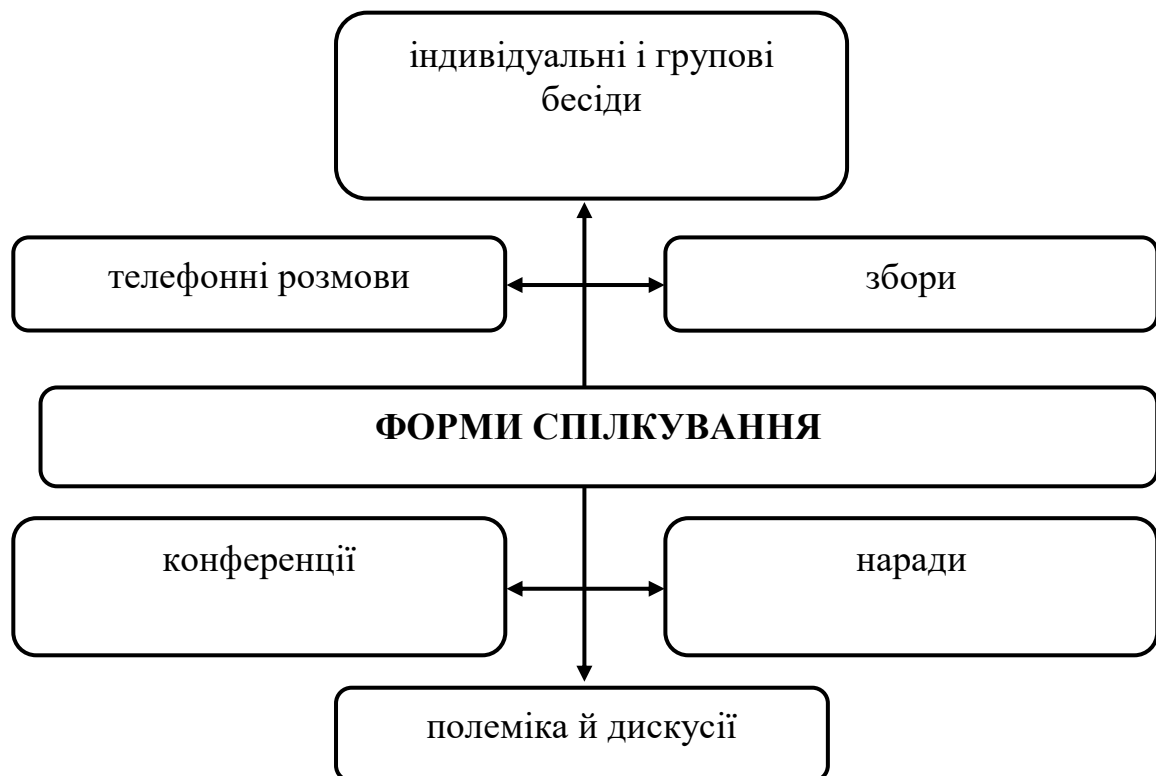 індивідуальні і групові
бесіди
телефонні розмови
збори
ФОРМИ СПІЛКУВАННЯ
конференції
наради
полеміка й дискусії